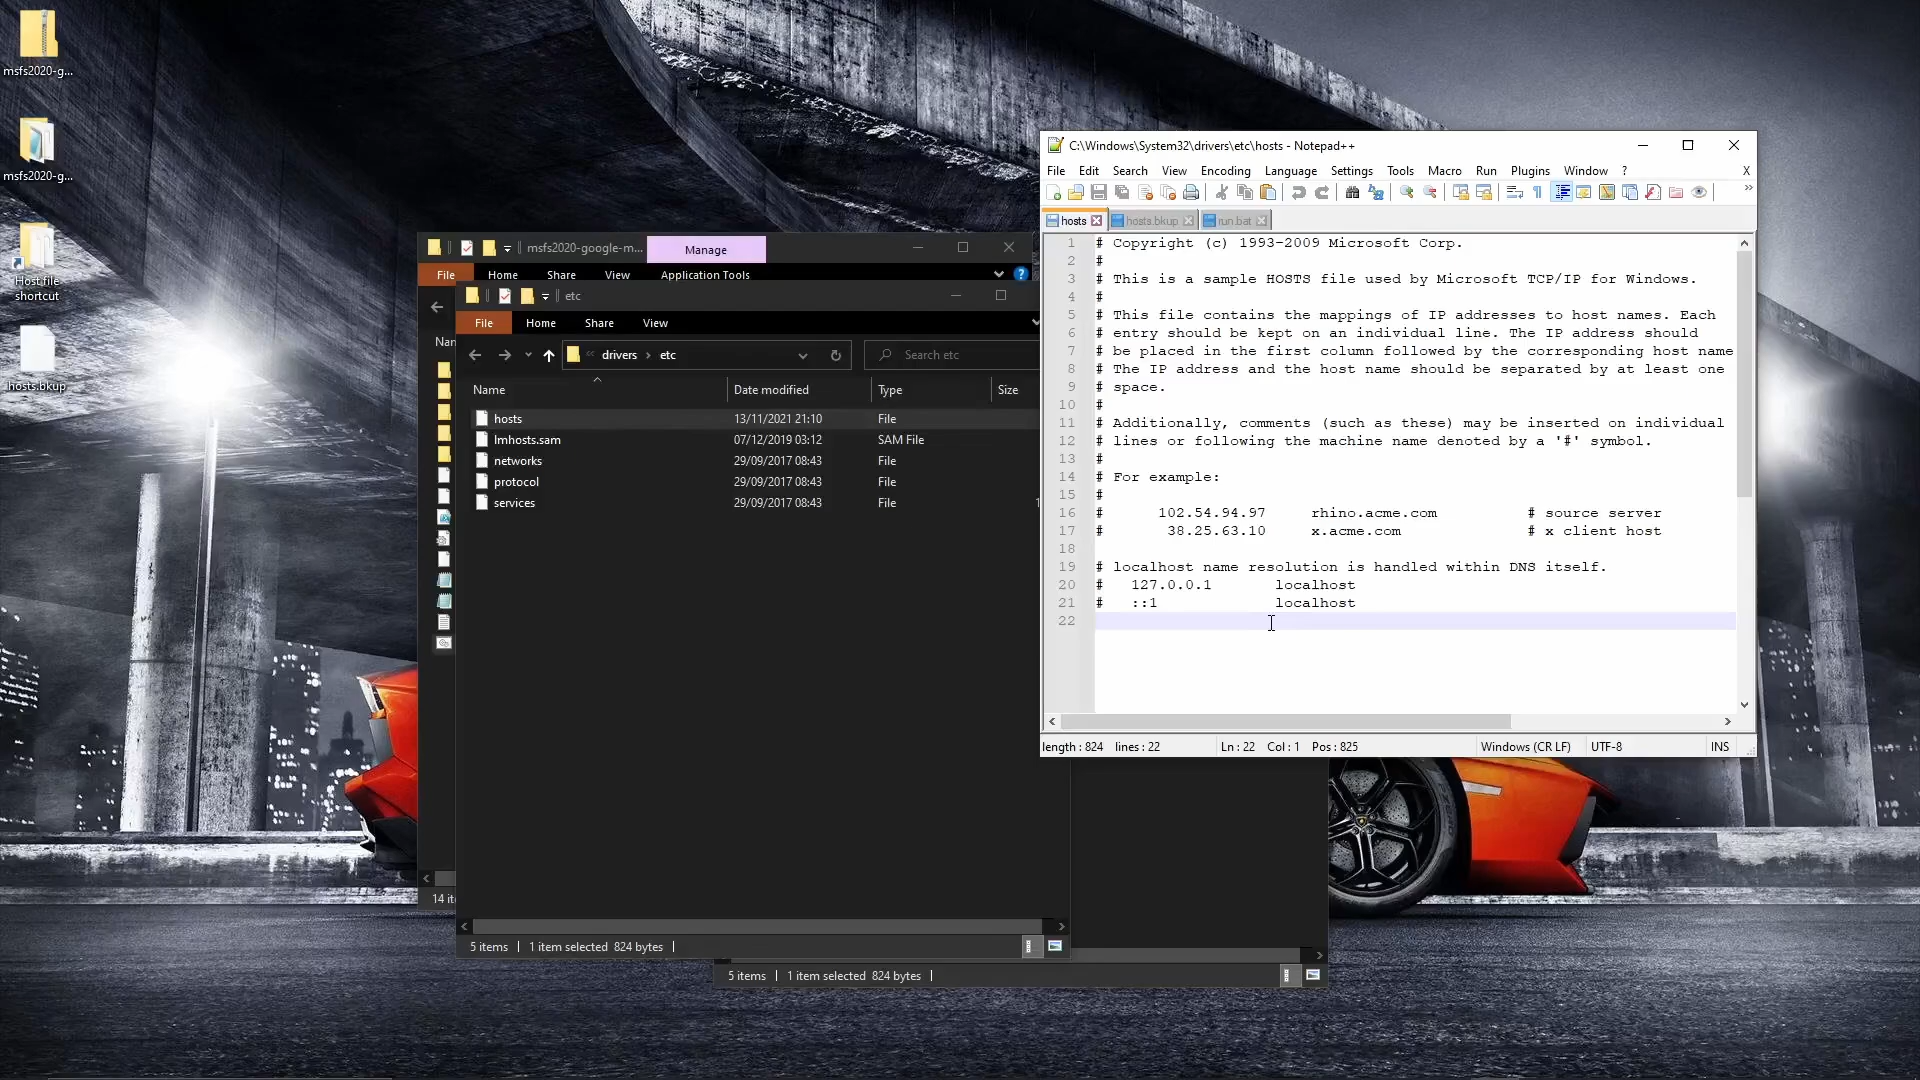 msfs2020-g...
msfs2020-g...
Host file
shortcut
hosts.bkup
msfs2020-google-m...
Manage
File
Home
Share
View
Application Tools
14 ite
etc
File
Home
Share
View
drivers
etc
Search etc
Name
Date modified
Type
Size
hosts
13/11/2021 21:10
File
lmhosts.sam
07/12/2019 03:12
SAM File
networks
29/09/2017 08:43
File
protocol
29/09/2017 08:43
File
services
29/09/2017 08:43
File
1
5 items
1 item selected 824 bytes
5 items
1 item selected 824 bytes
C:\Windows\System32\drivers\etc\hosts - Notepad++
File Edit Search View Encoding Language Settings Tools Macro Run Plugins Window ? X
hosts
hosts.bkup
run.bat
1 # Copyright (c) 1993-2009 Microsoft Corp.
2 #
3 # This is a sample HOSTS file used by Microsoft TCP/IP for Windows.
4 #
5 # This file contains the mappings of IP addresses to host names. Each
6 # entry should be kept on an individual line. The IP address should
7 # be placed in the first column followed by the corresponding host name
8 # The IP address and the host name should be separated by at least one
9 # space.
10 #
11 # Additionally, comments (such as these) may be inserted on individual
12 # lines or following the machine name denoted by a '#' symbol.
13 #
14 # For example:
15 #
16 # 102.54.94.97 rhino.acme.com # source server
17 # 38.25.63.10 x.acme.com # x client host
18
19 # localhost name resolution is handled within DNS itself.
20 # 127.0.0.1 localhost
21 # ::1 localhost
22
length : 824 lines : 22
Ln : 22 Col : 1 Pos : 825
Windows (CR LF)
UTF-8
INS